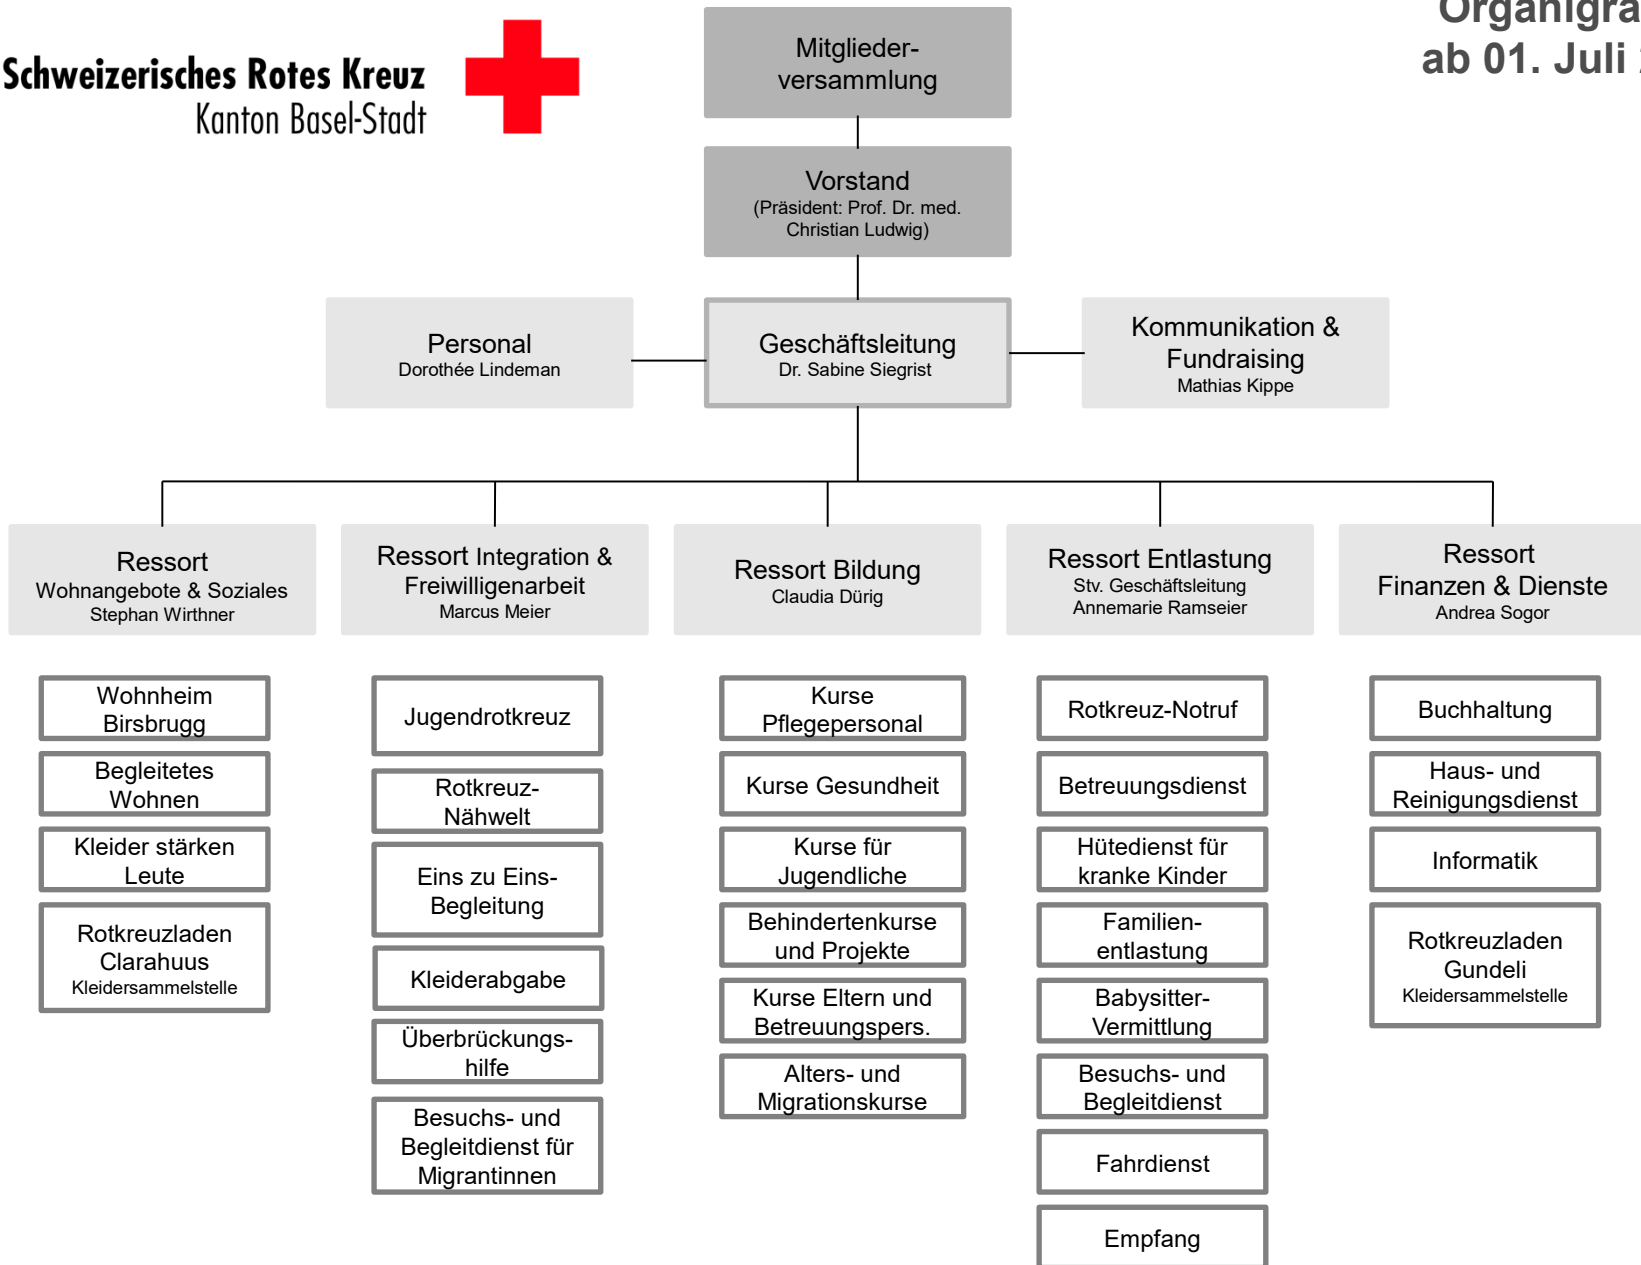 Schweizerisches Rotes Kreuz
Kanton Basel-Stadt
ab 01. Juli
Mitglieder-
versammlung
Vorstand
(Präsident: Prof. Dr. med.
Christian Ludwig)
Personal
Dorothée Lindeman
Geschäftsleitung
Dr. Sabine Siegrist
Kommunikation &
Fundraising
Mathias Kippe
Ressort
Wohnangebote & Soziales
Stephan Wirthner
Ressort Integration &
Freiwilligenarbeit
Marcus Meier
Ressort Bildung
Claudia Dürig
Ressort Entlastung
Stv. Geschäftsleitung
Annemarie Ramseier
Ressort
Finanzen & Dienste
Andrea Sogor
Wohnheim
Birsbrugg
Begleitetes
Wohnen
Kleider stärken
Leute
Rotkreuzladen
Clarahuus
Kleidersammelstelle
Jugendrotkreuz
Rotkreuz-
Nähwelt
Eins zu Eins-
Begleitung
Kleiderabgabe
Überbrückungs-
hilfe
Besuchs- und
Begleitdienst für
Migrantinnen
Kurse
Pflegepersonal
Kurse Gesundheit
Kurse für
Jugendliche
Behindertenkurse
und Projekte
Kurse Eltern und
Betreuungspers.
Alters- und
Migrationskurse
Rotkreuz-Notruf
Betreuungsdienst
Hütedienst für
kranke Kinder
Familien-
entlastung
Babysitter-
Vermittlung
Besuchs- und
Begleitdienst
Fahrdienst
Empfang
Buchhaltung
Haus- und
Reinigungsdienst
Informatik
Rotkreuzladen
Gundeli
Kleidersammelstelle